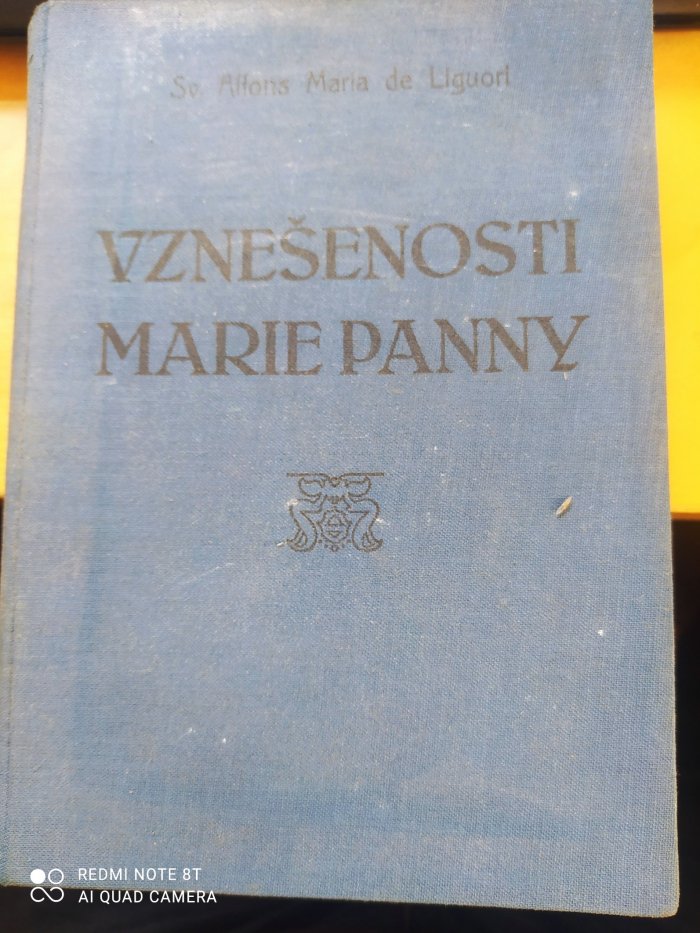 Sv. Alfons Maria de Liguori
VZNEŠENOSTI
MARIE PANNY
REDMI NOTE 8T
AI QUAD CAMERA